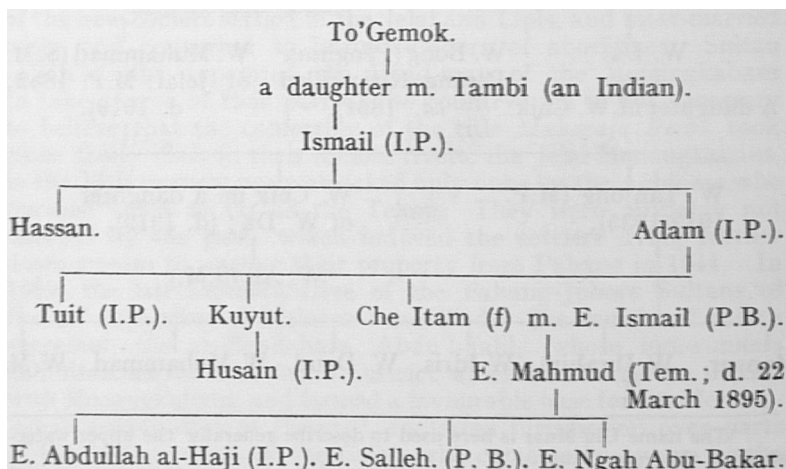 To'Gemok.
a daughter m. Tambi (an Indian).
Ismail (I.P.).
Hassan. Adam (I.P.).
Tuit (I.P.). Kuyut. Che Itam (f) m. E. Ismail (P.B.).
Husain (I.P.). E. Mahmud (Tem.; d. 22
March 1895).
E. Abdullah al-Haji (I.P.). E. Salleh. (P. B.). E. Ngah Abu-Bakar.